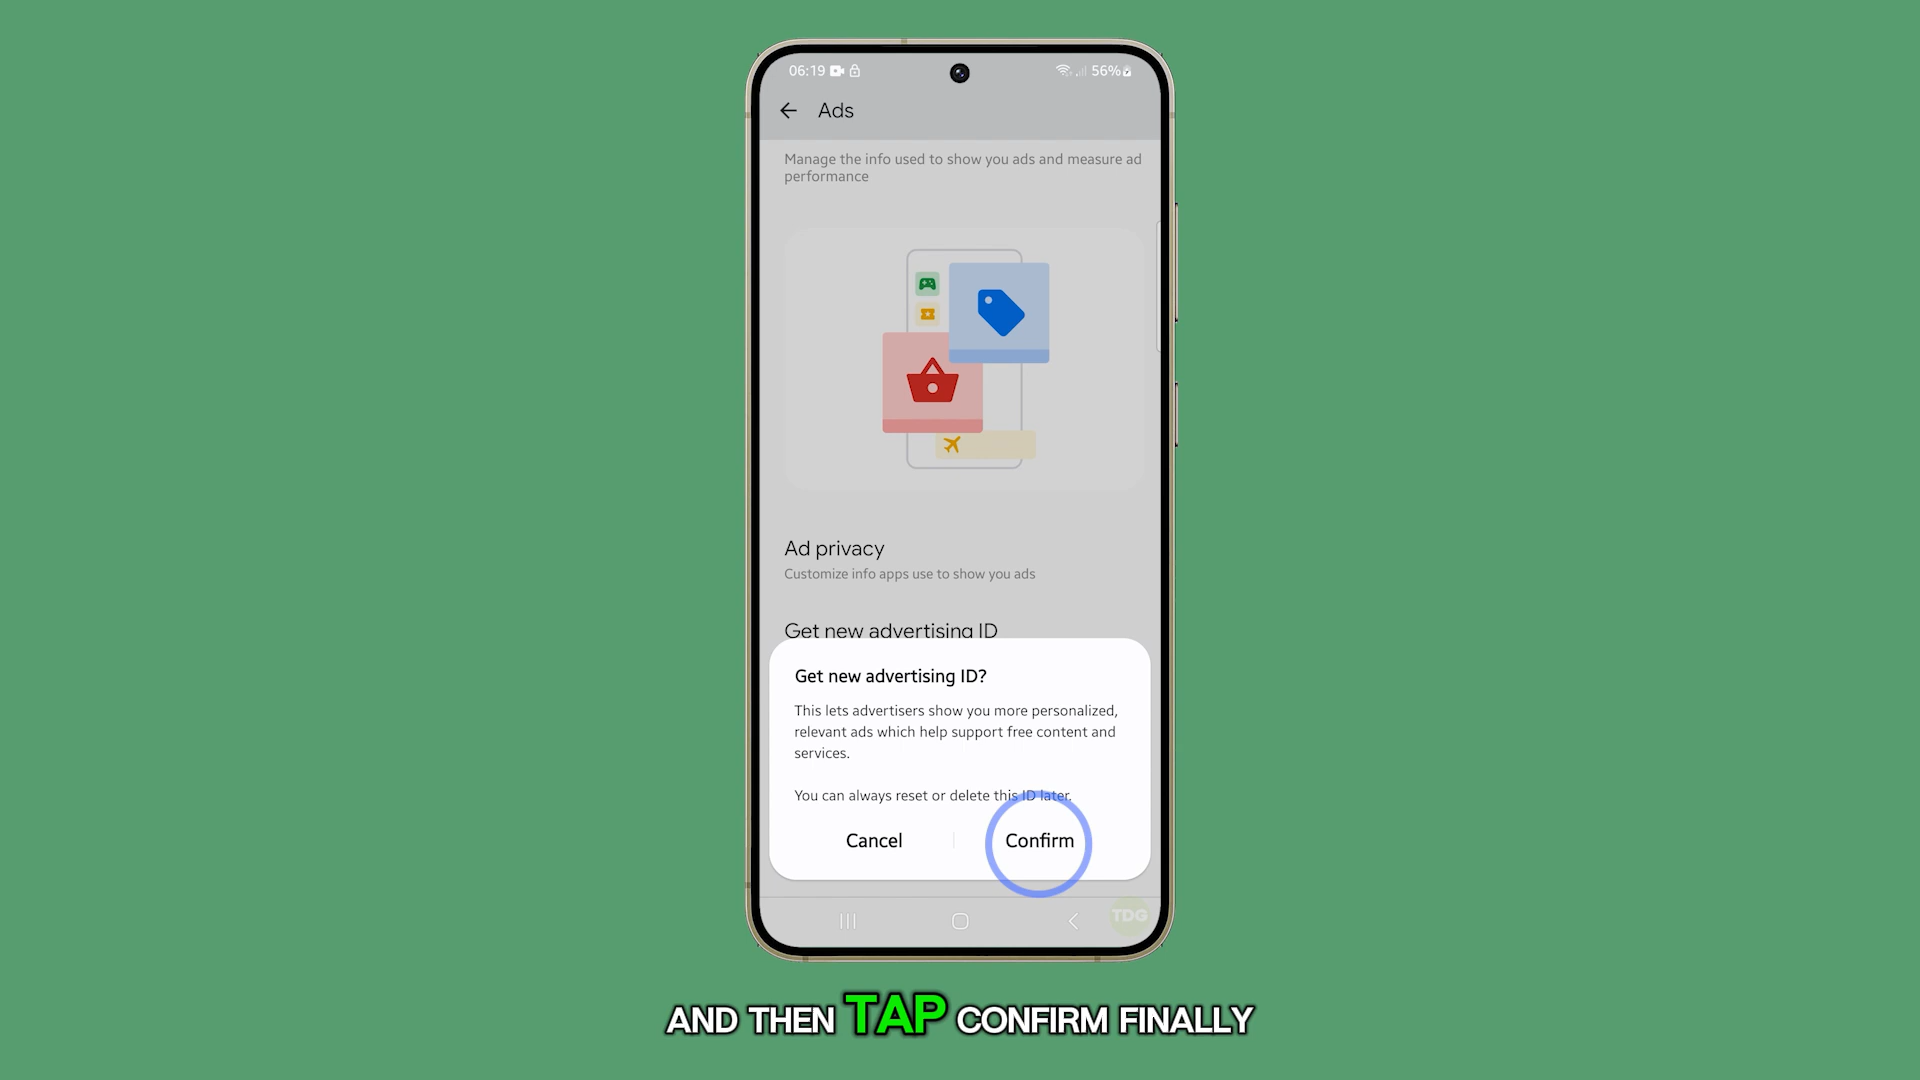 06:19
56%
Ads
Manage the info used to show you ads and measure ad
performance
Ad privacy
Customize info apps use to show you ads
Get new advertising ID
Get new advertising ID?
This lets advertisers show you more personalized,
relevant ads which help support free content and
services.
You can always reset or delete this ID later.
Cancel
Confirm
TDG
AND THEN TAP CONFIRM FINALLY